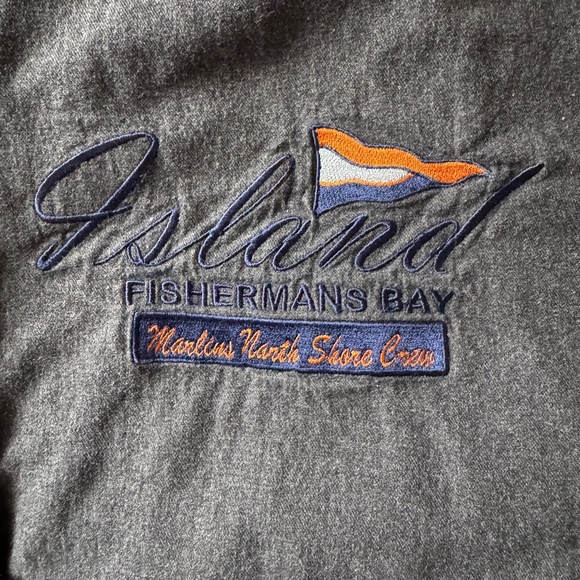 Island
FISHERMANS BAY
Marlins North Shore Crew